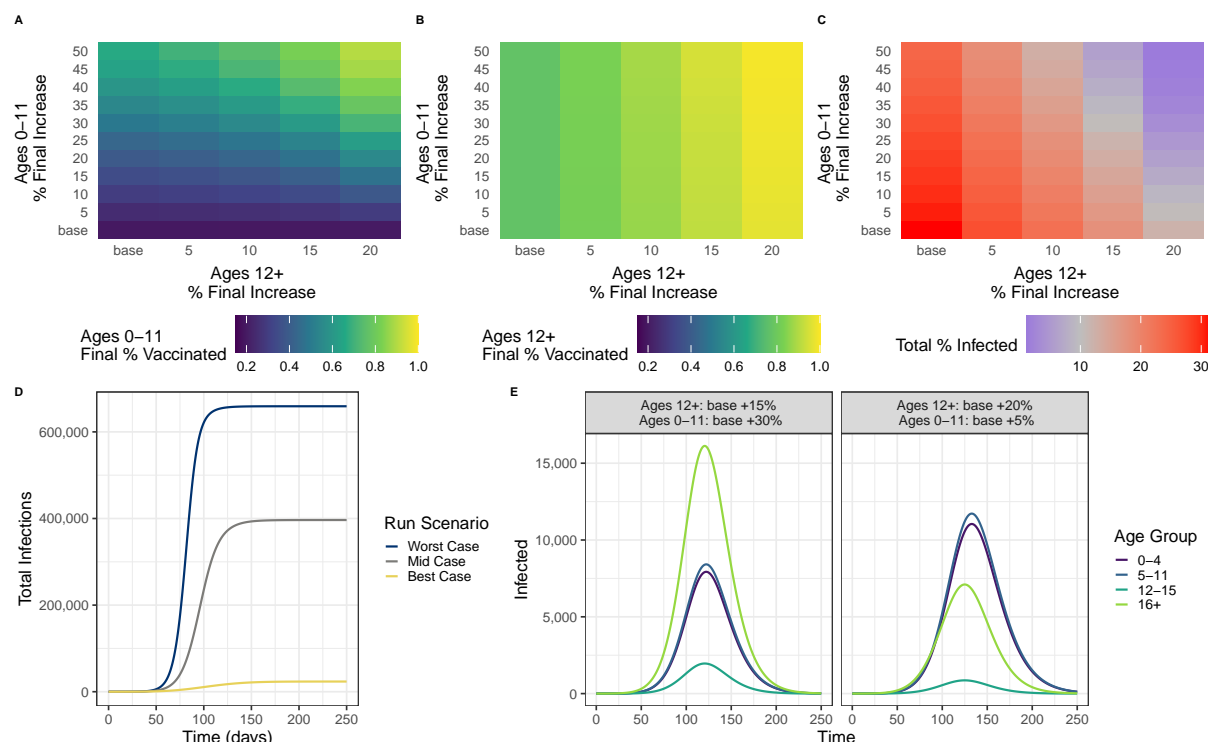 A
50
45
40
35
30
25
20
15
10
5
base
Ages 0–11
% Final Increase
base 5 10 15 20
Ages 12+
% Final Increase
Ages 0–11
Final % Vaccinated
0.2 0.4 0.6 0.8 1.0
B
50
45
40
35
30
25
20
15
10
5
base
Ages 0–11
% Final Increase
base 5 10 15 20
Ages 12+
% Final Increase
Ages 12+
Final % Vaccinated
0.2 0.4 0.6 0.8 1.0
C
50
45
40
35
30
25
20
15
10
5
base
Ages 0–11
% Final Increase
base 5 10 15 20
Ages 12+
% Final Increase
Total % Infected
10 20 30
D
600,000
400,000
200,000
0
Total Infections
0 50 100 150 200 250
Time (days)
Run Scenario
Worst Case
Mid Case
Best Case
E
Ages 12+: base +15%
Ages 0–11: base +30%
Ages 12+: base +20%
Ages 0–11: base +5%
15,000
10,000
5,000
0
Infected
0 50 100 150 200 250
0 50 100 150 200 250
Time
Age Group
0–4
5–11
12–15
16+